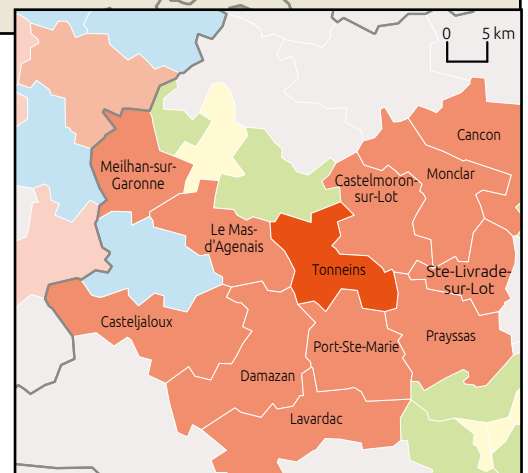 0 5 km
Cancon
Meilhan-sur-
Garonne
Monclar
Castelmoron-
sur-Lot
Le Mas-
d'Agenais
Tonneins
Ste-Livrade-
sur-Lot
Casteljaloux
Port-Ste-Marie
Prayssas
Damazan
Lavardac